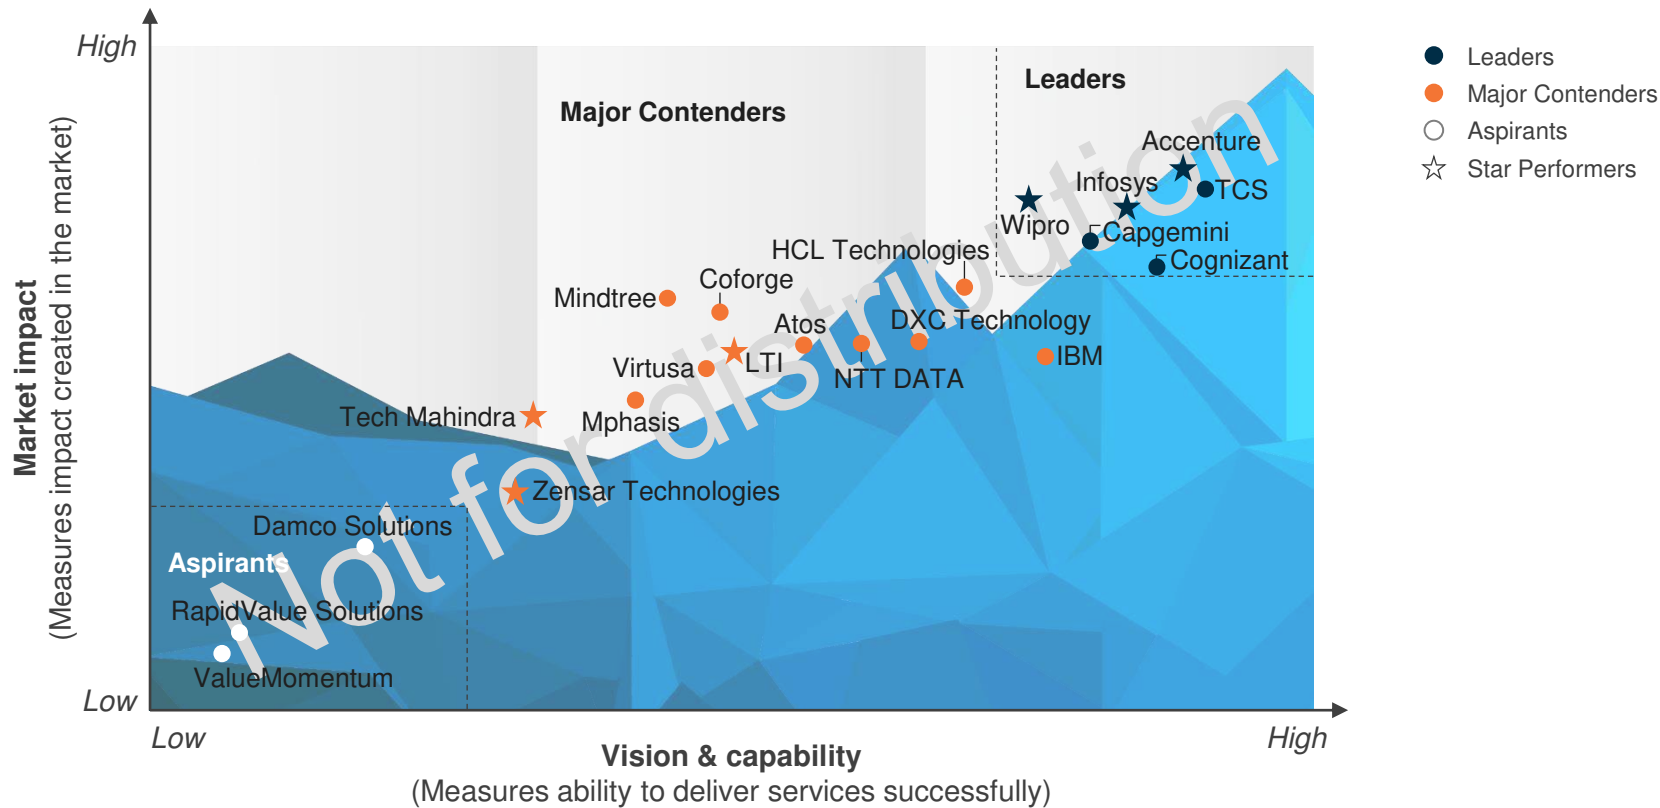 High
Leaders
Major Contenders
Accenture
Infosys
TCS
Wipro
Capgemini
HCL Technologies
Cognizant
Coforge
Mindtree
Atos
DXC Technology
Virtusa
LTI
IBM
NTT DATA
Tech Mahindra
Mphasis
Zensar Technologies
Damco Solutions
Aspirants
RapidValue Solutions
ValueMomentum
Not for distribution
Low
Low
High
Market impact
(Measures impact created in the market)
Vision & capability
(Measures ability to deliver services successfully)
Leaders
Major Contenders
Aspirants
Star Performers